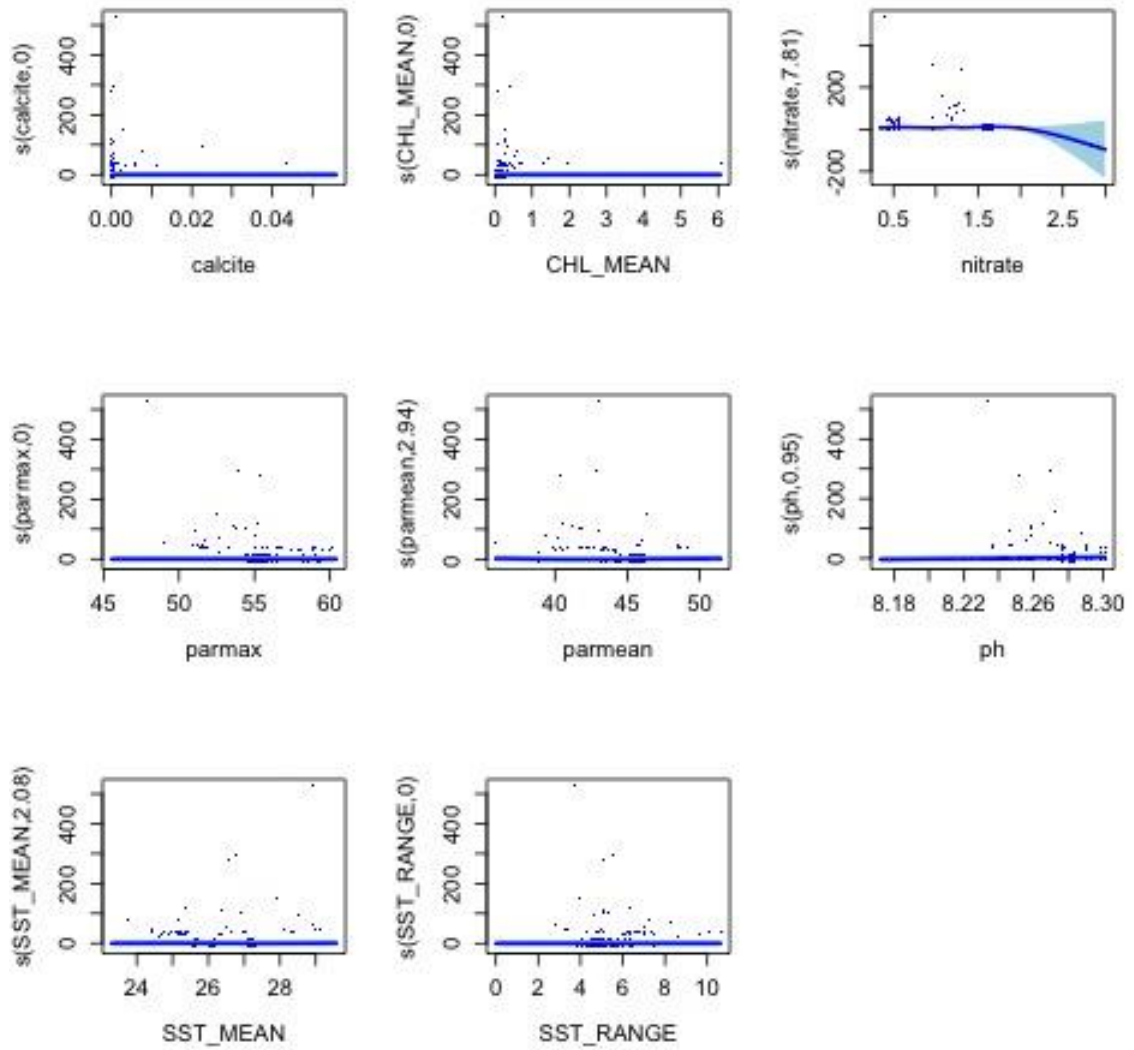 s(calcite,0)
400
200
0
0.00 0.02 0.04
calcite
s(CHL_MEAN,0)
400
200
0
0 1 2 3 4 5 6
CHL_MEAN
s(nitrate,7.81)
200
-200
0.5 1.5 2.5
nitrate
s(parmax,0)
400
200
0
45 50 55 60
parmax
s(parmean,2.94)
400
200
0
40 45 50
parmean
s(ph,0.95)
400
200
0
8.18 8.22 8.26 8.30
ph
s(SST_MEAN,2.08)
400
200
0
24 26 28
SST_MEAN
s(SST_RANGE,0)
400
200
0
0 2 4 6 8 10
SST_RANGE